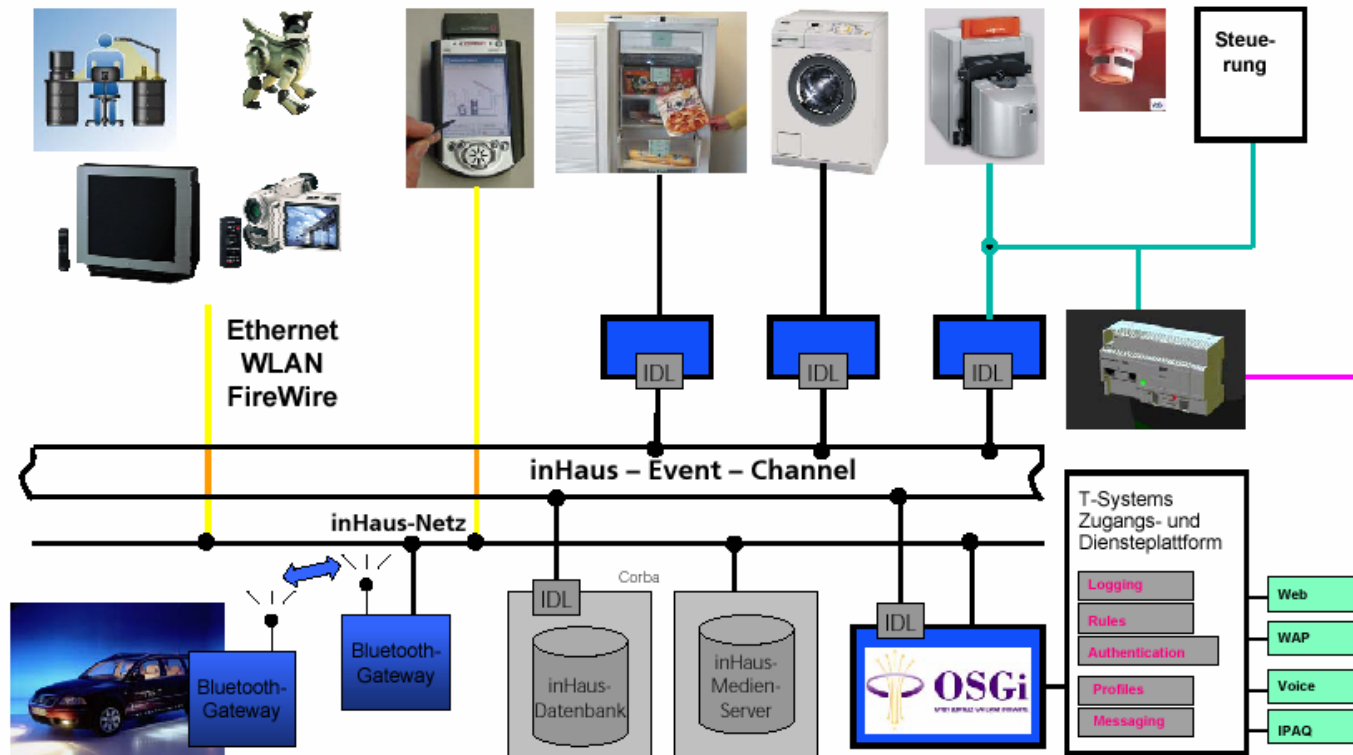 Steue-
rung
Ethernet
WLAN
FireWire
IDL
IDL
IDL
inHaus – Event – Channel
inHaus-Netz
T-Systems
Zugangs- und
Diensteplattform
Logging
Rules
Authentication
Profiles
Messaging
Web
WAP
Voice
IPAQ
Corba
IDL
IDL
Bluetooth-
Gateway
Bluetooth-
Gateway
inHaus-
Datenbank
inHaus-
Medien-
Server
OSGi